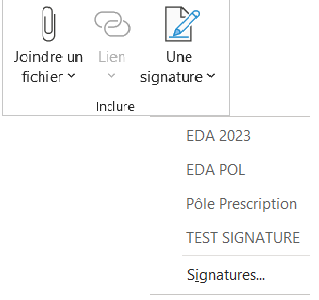 Joindre un
fichier
Lien
Une
signature
Inclure
EDA 2023
EDA POL
Pôle Prescription
TEST SIGNATURE
Signatures...